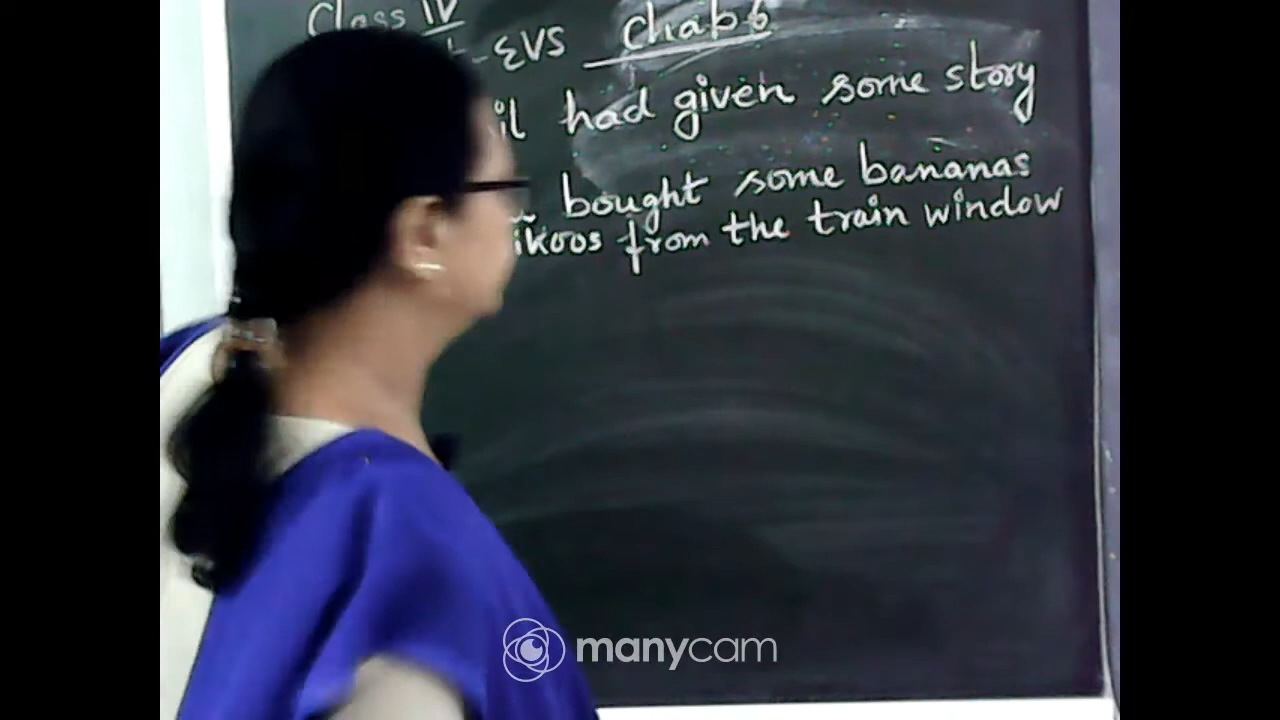 Class IV
-EVS Chap 6
il had given some story
bought some bananas
ikoos from the train window
manycam